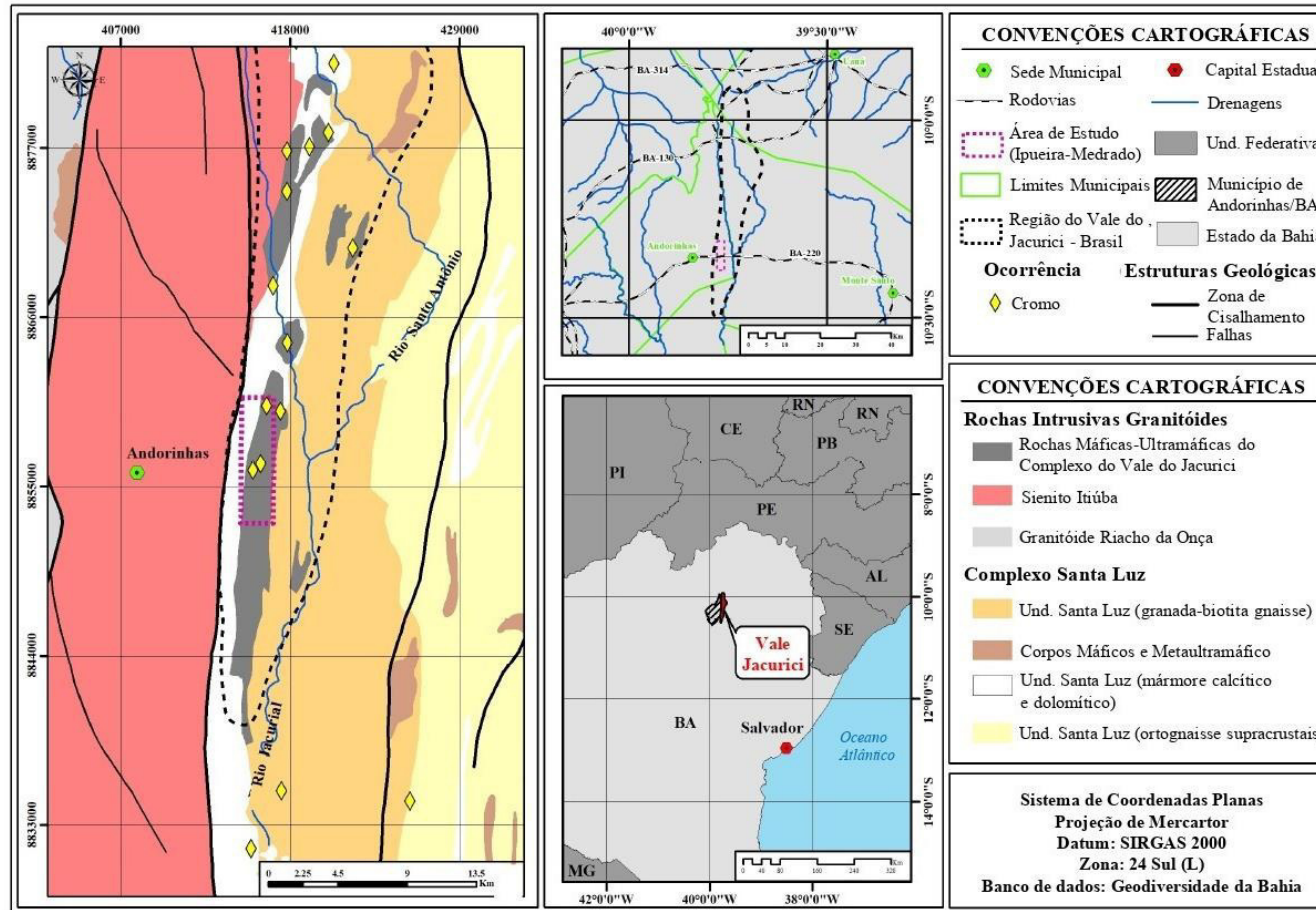 407000
418000
429000
8877000
8866000
8855000
8844000
8833000
W
E
S
Andorinhas
Rio Santo Antônio
Rio Jacurial
0
2.25
4.5
9
13.5
Km
40°0'0"W
39°30'0"W
10°0'0"S
10°30'0"S
BA-314
BA-130
BA-220
Andorinhas
Monte Santo
0
5
10
20
30
40
Km
PI
CE
RN
RN
PB
PE
AL
SE
BA
MG
Vale
Jacurici
Salvador
Oceano
Atlântico
8°0'0"S
10°0'0"S
12°0'0"S
14°0'0"S
42°0'0"W
40°0'0"W
38°0'0"W
0
40
80
160
240
320
Km
CONVENÇÕES CARTOGRÁFICAS
Sede Municipal
Capital Estadua
Rodovias
Drenagens
Área de Estudo
(Ipueira-Medrado)
Und. Federativa
Limites Municipais
Município de
Andorinhas/BA
Região do Vale do
Jacurici - Brasil
Estado da Bahia
Ocorrência
Estruturas Geológicas
Cromo
Zona de
Cisalhamento
Falhas
CONVENÇÕES CARTOGRÁFICAS
Rochas Intrusivas Granitóides
Rochas Máficas-Ultramáficas do
Complexo do Vale do Jacurici
Sienito Itiúba
Granitóide Riacho da Onça
Complexo Santa Luz
Und. Santa Luz (granada-biotita gnaisse)
Corpos Máficos e Metaultramáfico
Und. Santa Luz (mármore calcítico
e dolomítico)
Und. Santa Luz (ortognaisse supracrustais
Sistema de Coordenadas Planas
Projeção de Mercartor
Datum: SIRGAS 2000
Zona: 24 Sul (L)
Banco de dados: Geodiversidade da Bahia